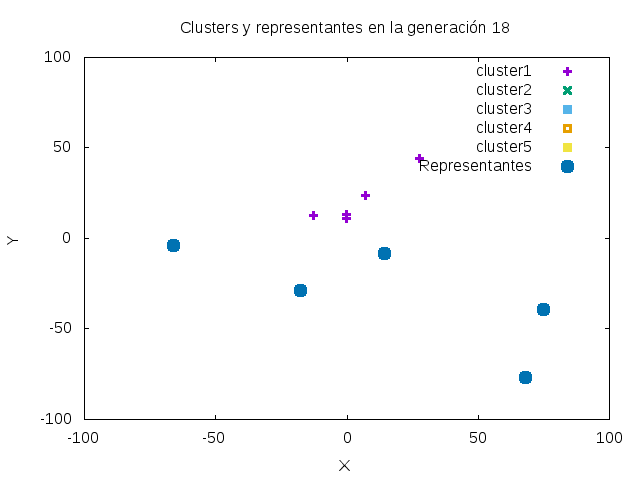 Clusters y representantes en la generación 18
100
50
0
-50
-100
Y
cluster1
cluster2
cluster3
cluster4
cluster5
Representantes
-100
-50
0
50
100
X